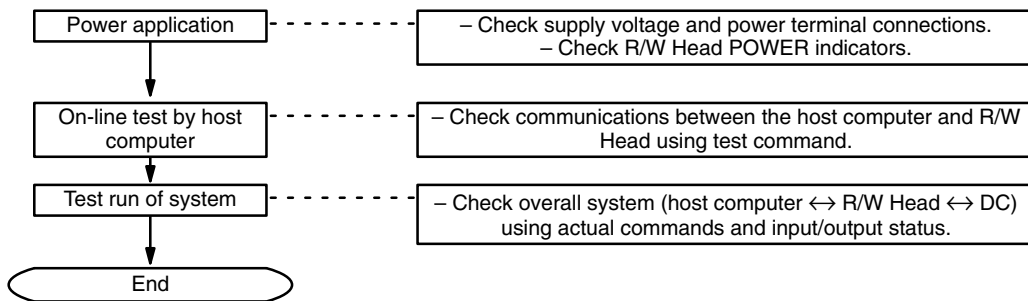 Power application
– Check supply voltage and power terminal connections.
– Check R/W Head POWER indicators.
On-line test by host
computer
– Check communications between the host computer and R/W
Head using test command.
Test run of system
– Check overall system (host computer ↔ R/W Head ↔ DC)
using actual commands and input/output status.
End